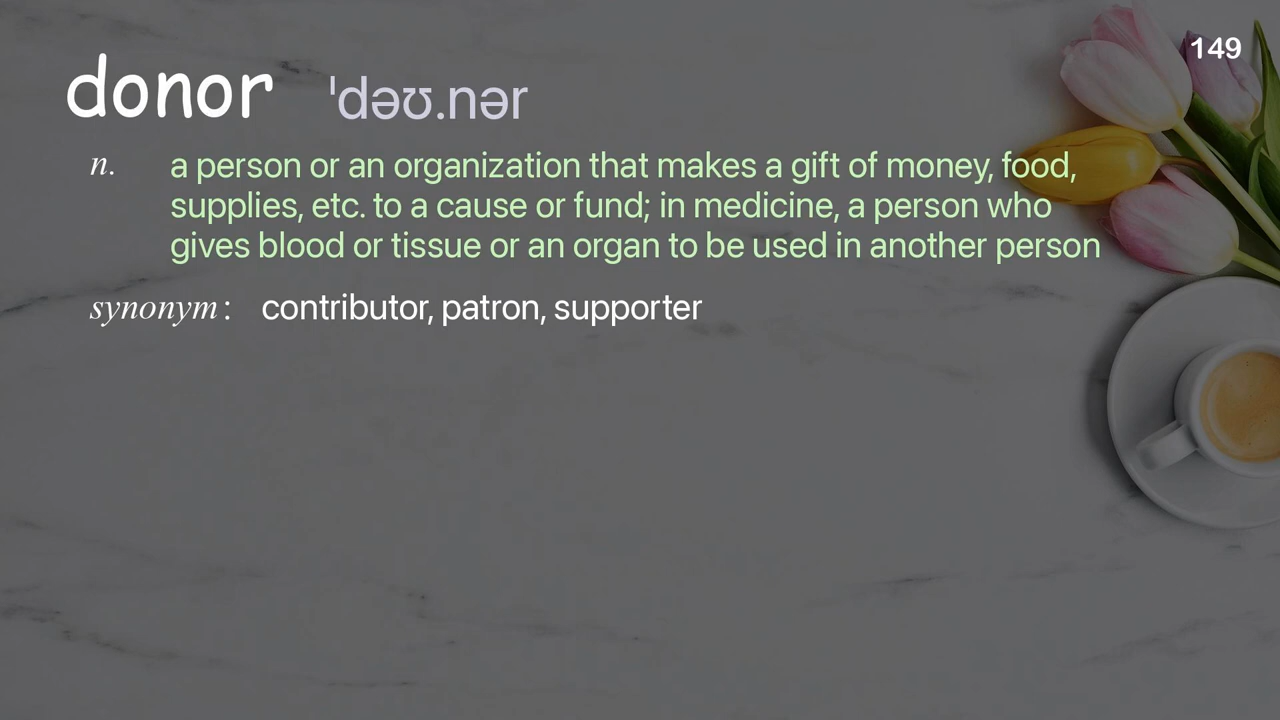 149
donor ˈdəʊ.nər
n. a person or an organization that makes a gift of money, food,
supplies, etc. to a cause or fund; in medicine, a person who
gives blood or tissue or an organ to be used in another person
synonym: contributor, patron, supporter